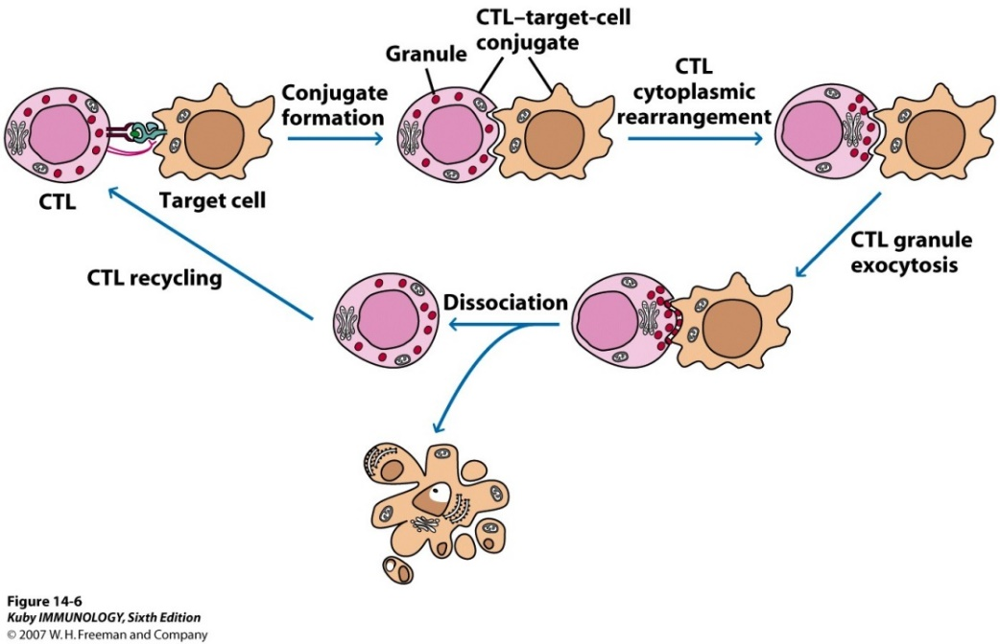 CTL–target-cell
conjugate
Granule
Conjugate
formation
CTL
cytoplasmic
rearrangement
CTL
Target cell
CTL granule
exocytosis
CTL recycling
Dissociation
Figure 14-6
Kuby IMMUNOLOGY, Sixth Edition
© 2007 W. H. Freeman and Company